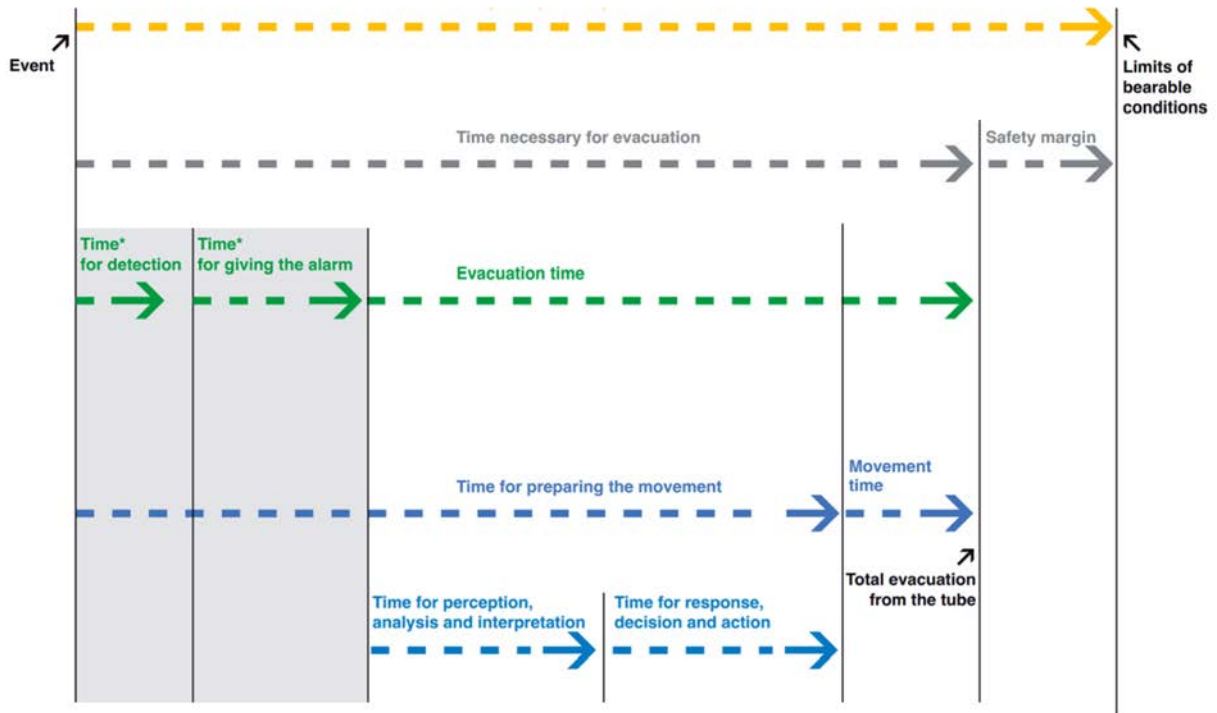 Event
Limits of
bearable
conditions
Time necessary for evacuation
Safety margin
Time*
for detection
Time*
for giving the alarm
Evacuation time
Time for preparing the movement
Movement
time
Total evacuation
from the tube
Time for perception,
analysis and interpretation
Time for response,
decision and action